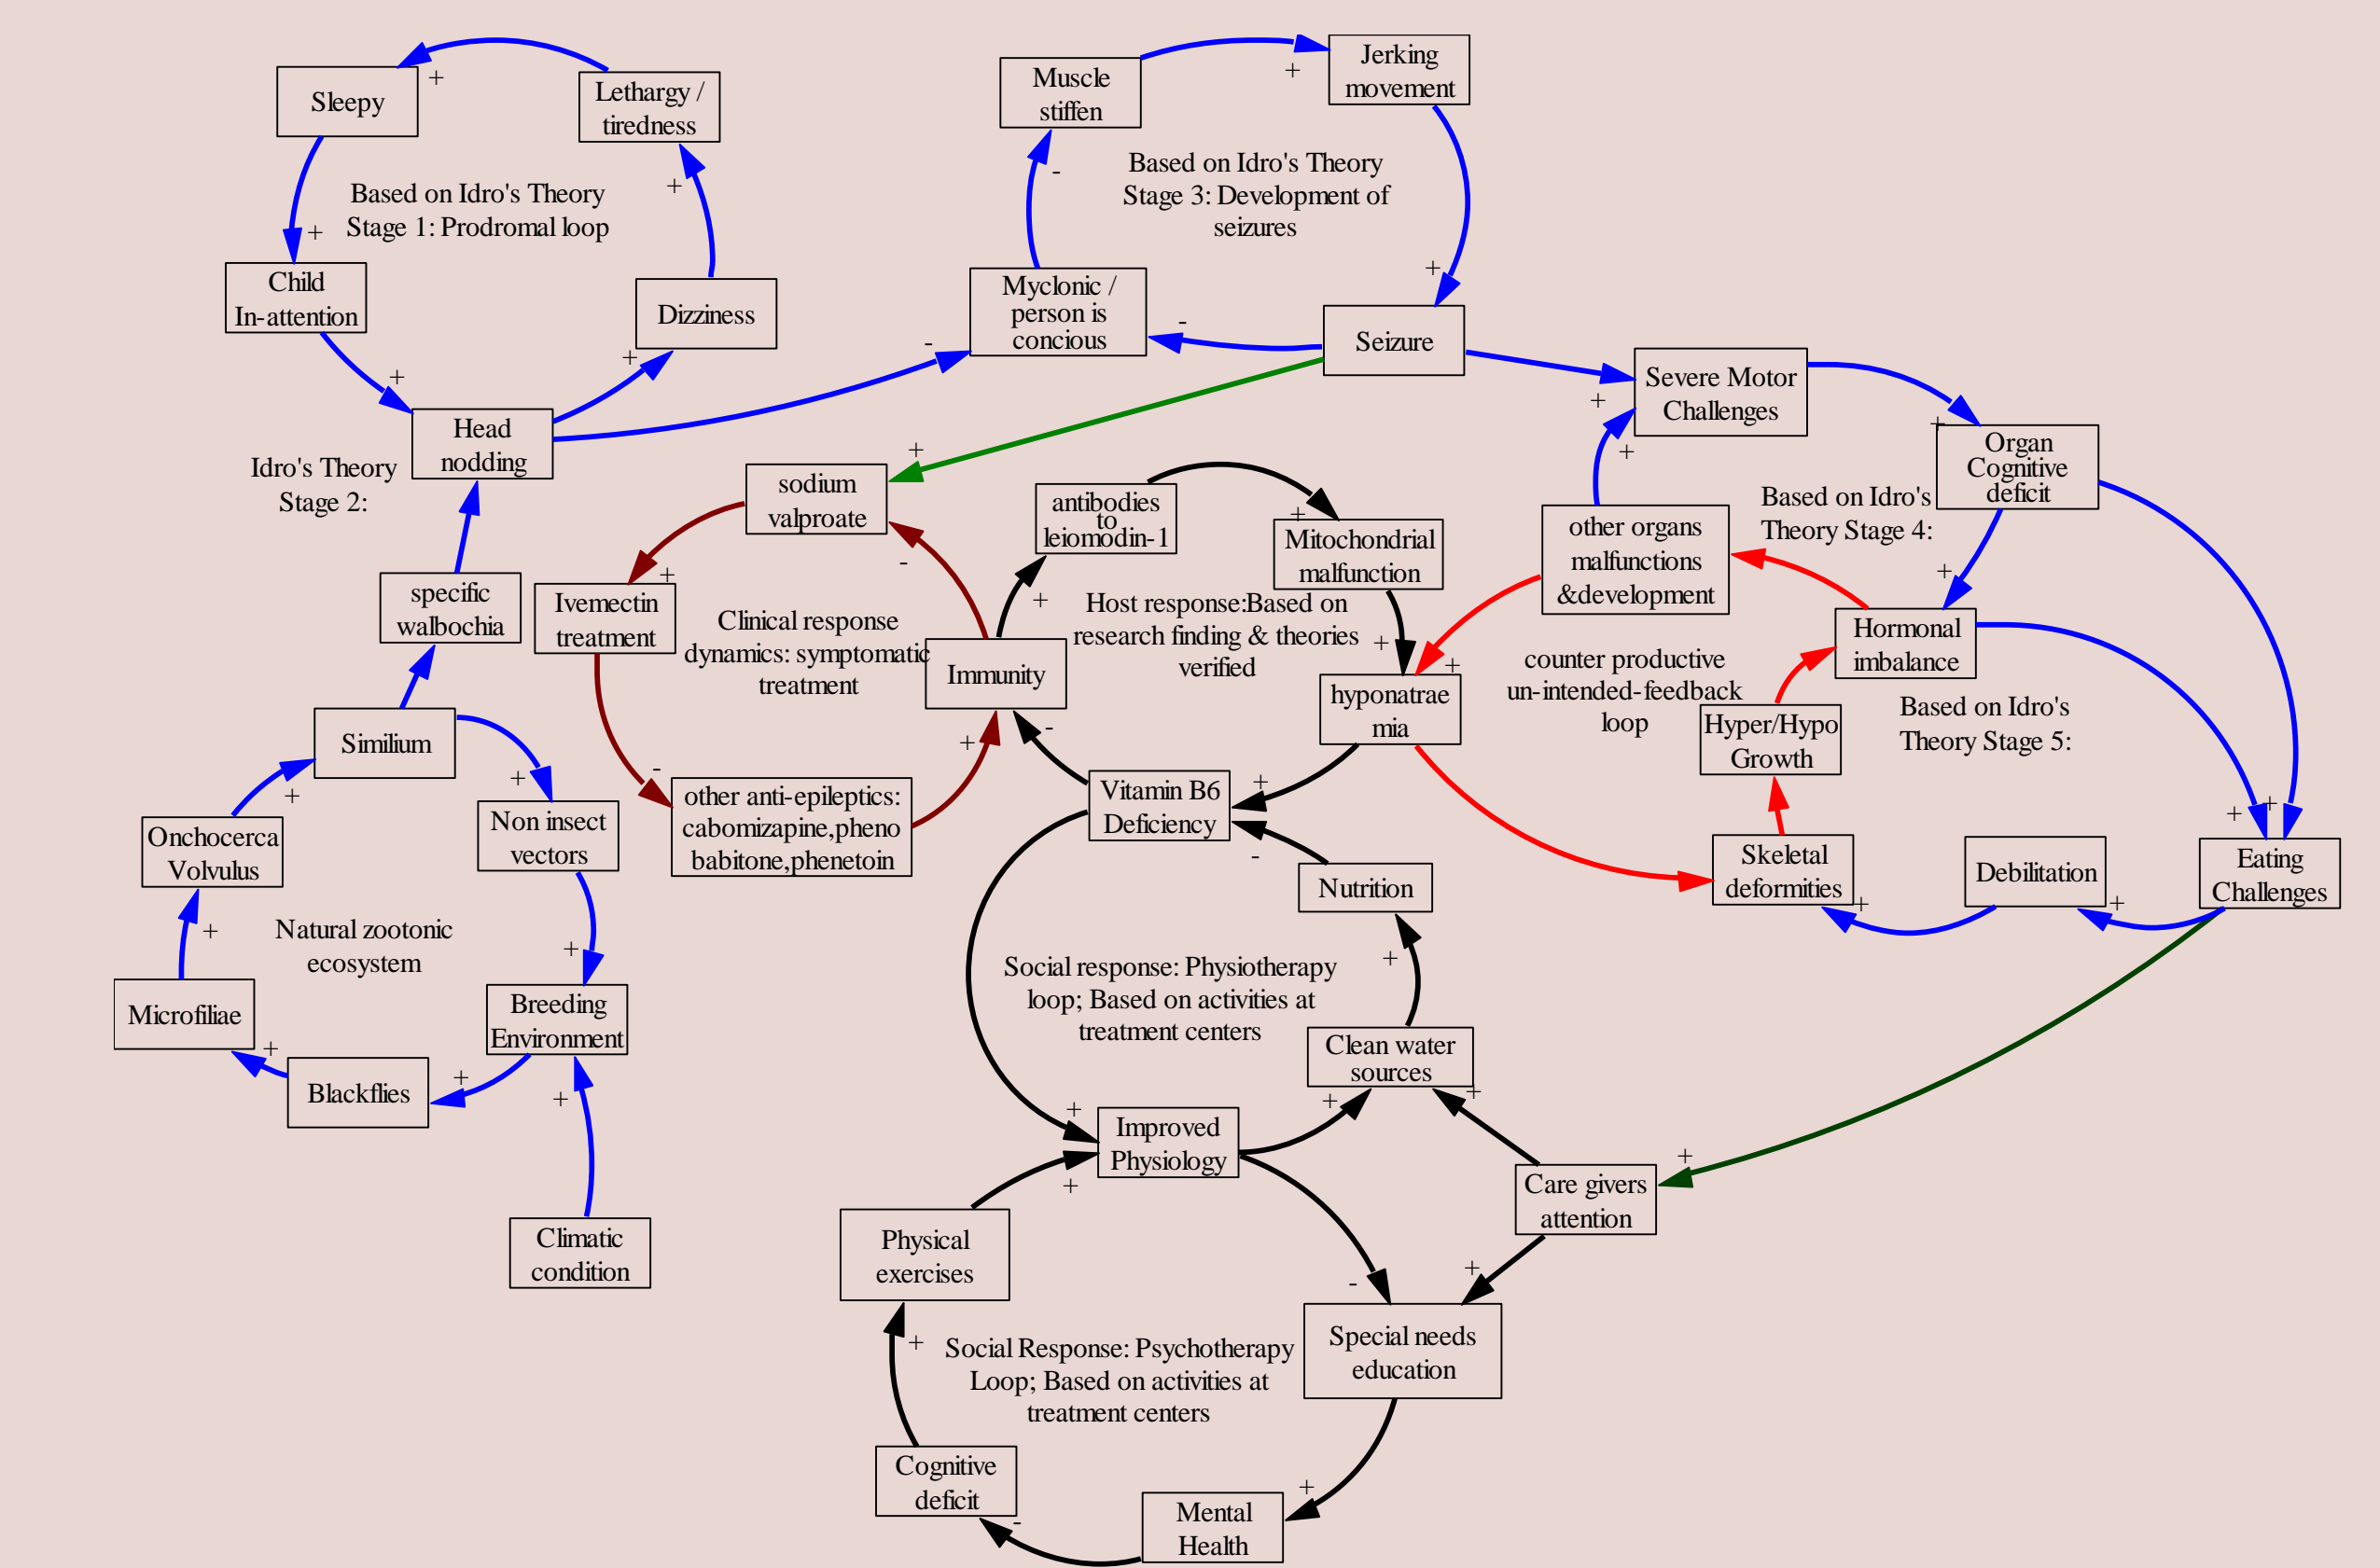 Sleepy
Lethargy /
tiredness
Muscle
stiffen
Jerking
movement
+
+
Based on Idro's Theory
Stage 1: Prodromal loop
+
+
Based on Idro's Theory
Stage 3: Development of
seizures
-
+
Child
In-attention
Dizziness
Myclonic /
person is
concious
Seizure
-
-
+
+
Severe Motor
Challenges
+
+
Head
nodding
Idro's Theory
Stage 2:
+
sodium
valproate
antibodies
to
leiomodin-1
+
Mitochondrial
malfunction
other organs
malfunctions
&development
Based on Idro's
Theory Stage 4:
+
Organ
Cognitive
deficit
specific
walbochia
Ivemectin
treatment
+
-
Clinical response
dynamics: symptomatic
treatment
Immunity
+
Host response:Based on
research finding & theories
verified
+
+
+
Hormonal
imbalance
counter productive
un-intended-feedback
loop
hyponatrae
mia
Hyper/Hypo
Growth
Based on Idro's
Theory Stage 5:
Similium
+
+
Non insect
vectors
-
other anti-epileptics:
cabomizapine,pheno
babitone,phenetoin
+
-
Vitamin B6
Deficiency
+
-
Nutrition
Skeletal
deformities
+
Debilitation
+
+
+
Eating
Challenges
Onchocerca
Volvulus
+
Natural zootonic
ecosystem
+
Microfiliae
Breeding
Environment
+
Blackflies
+
+
Climatic
condition
Social response: Physiotherapy
loop; Based on activities at
treatment centers
+
Clean water
sources
+
+
+
Improved
Physiology
+
Care givers
attention
+
Physical
exercises
-
+
Special needs
education
+
Social Response: Psychotherapy
Loop; Based on activities at
treatment centers
Cognitive
deficit
-
+
Mental
Health